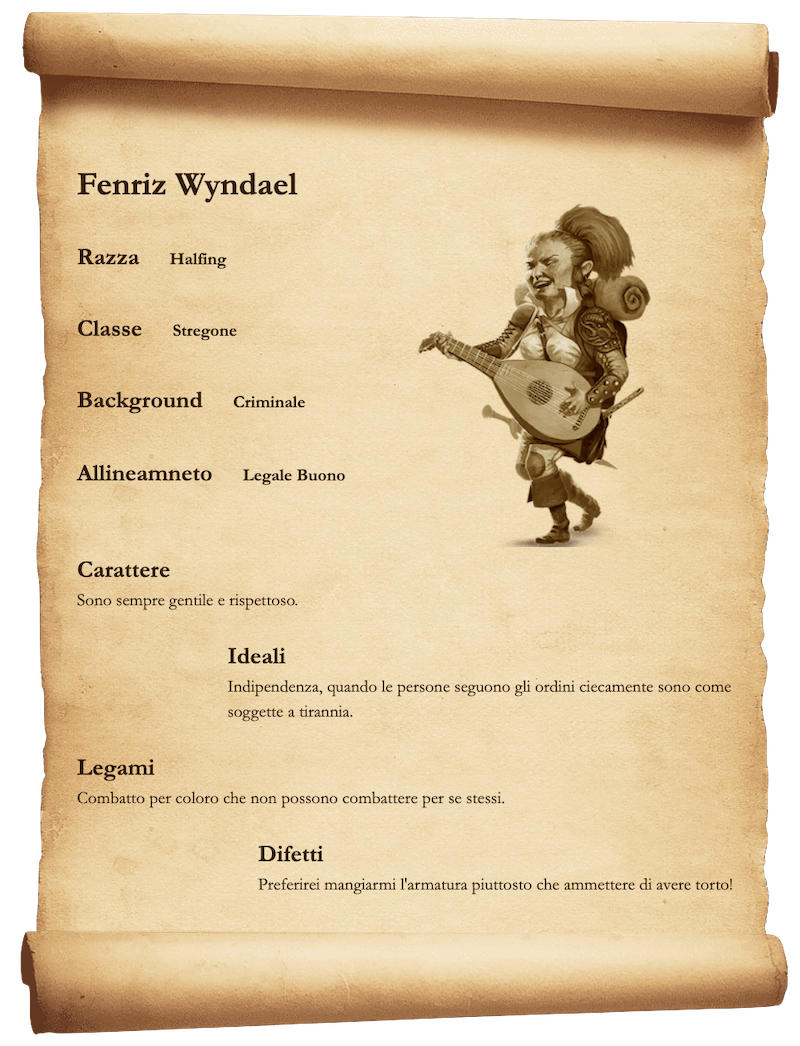 Fenriz Wyndael
Razza Halfing
Classe Stregone
Background Criminale
Allineamneto Legale Buono
Carattere
Sono sempre gentile e rispettoso.
Ideali
Indipendenza, quando le persone seguono gli ordini ciecamente sono come
soggette a tirannia.
Legami
Combatto per coloro che non possono combattere per se stessi.
Difetti
Preferirei mangiarmi l'armatura piuttosto che ammettere di avere torto!